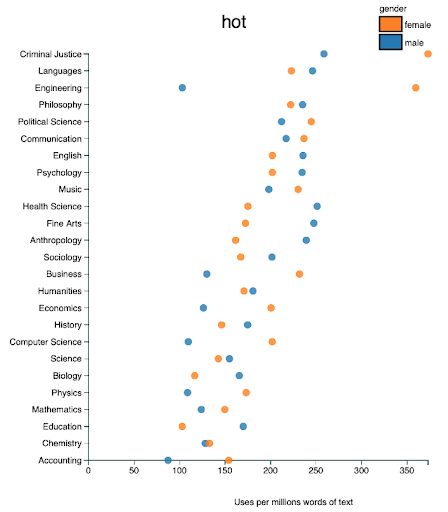 gender
hot
female
male
Criminal Justice
Languages
Engineering
Philosophy
Political Science
Communication
English
Psychology
Music
Health Science
Fine Arts
Anthropology
Sociology
Business
Humanities
Economics
History
Computer Science
Science
Biology
Physics
Mathematics
Education
Chemistry
Accounting
0 50 100 150 200 250 300 350
Uses per millions words of text